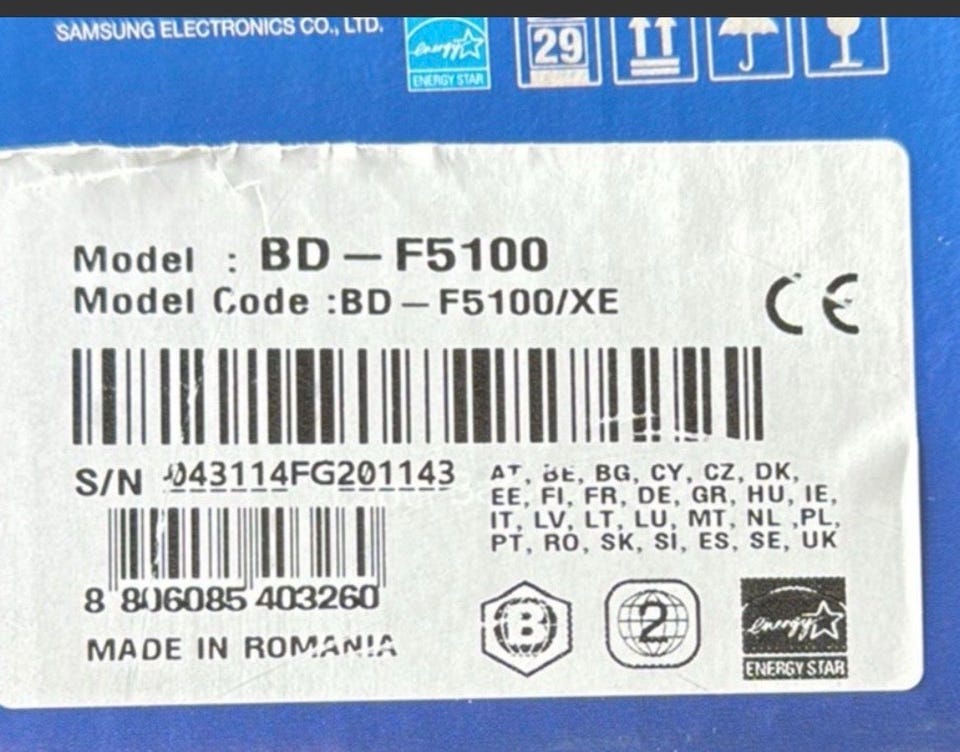 SAMSUNG ELECTRONICS CO., LTD.
energy
ENERGY STAR
29
Model : BD – F5100
Model Code :BD – F5100/XE
CE
S/N 043114FG201143
AT, BE, BG, CY, CZ, DK,
EE, FI, FR, DE, GR, HU, IE,
IT, LV, LT, LU, MT, NL ,PL,
PT, RO, SK, SI, ES, SE, UK
8 806085 403260
MADE IN ROMANIA
B
2
energy
ENERGY STAR